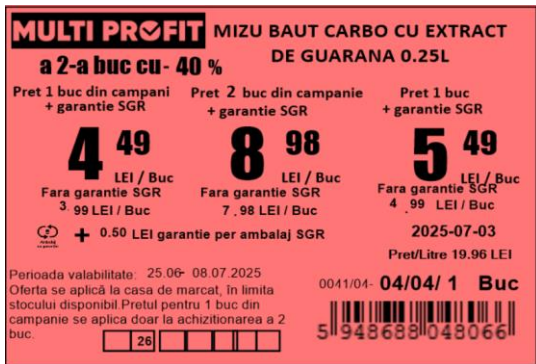 MULTI PROFIT MIZU BAUT CARBO CU EXTRACT
DE GUARANA 0.25L
a 2-a buc cu- 40 %
Pret 1 buc din campani
+ garantie SGR
4 49
LEI / Buc
Fara garantie SGR
3. 99 LEI / Buc
Pret 2 buc din campanie
+ garantie SGR
8 98
LEI / Buc
Fara garantie SGR
7 . 98 LEI / Buc
Pret 1 buc
+ garantie SGR
5 49
LEI / Buc
Fara garantie SGR
4 . 99 LEI / Buc
+ 0.50 LEI garantie per ambalaj SGR
2025-07-03
Pret/Litre 19.96 LEI
Perioada valabilitate: 25.06- 08.07.2025
Oferta se aplică la casa de marcat, în limita
stocului disponibil.Pretul pentru 1 buc din
campanie se aplica doar la achizitionarea a 2
buc.
26
0041/04- 04/04/ 1 Buc
5 948688 048066